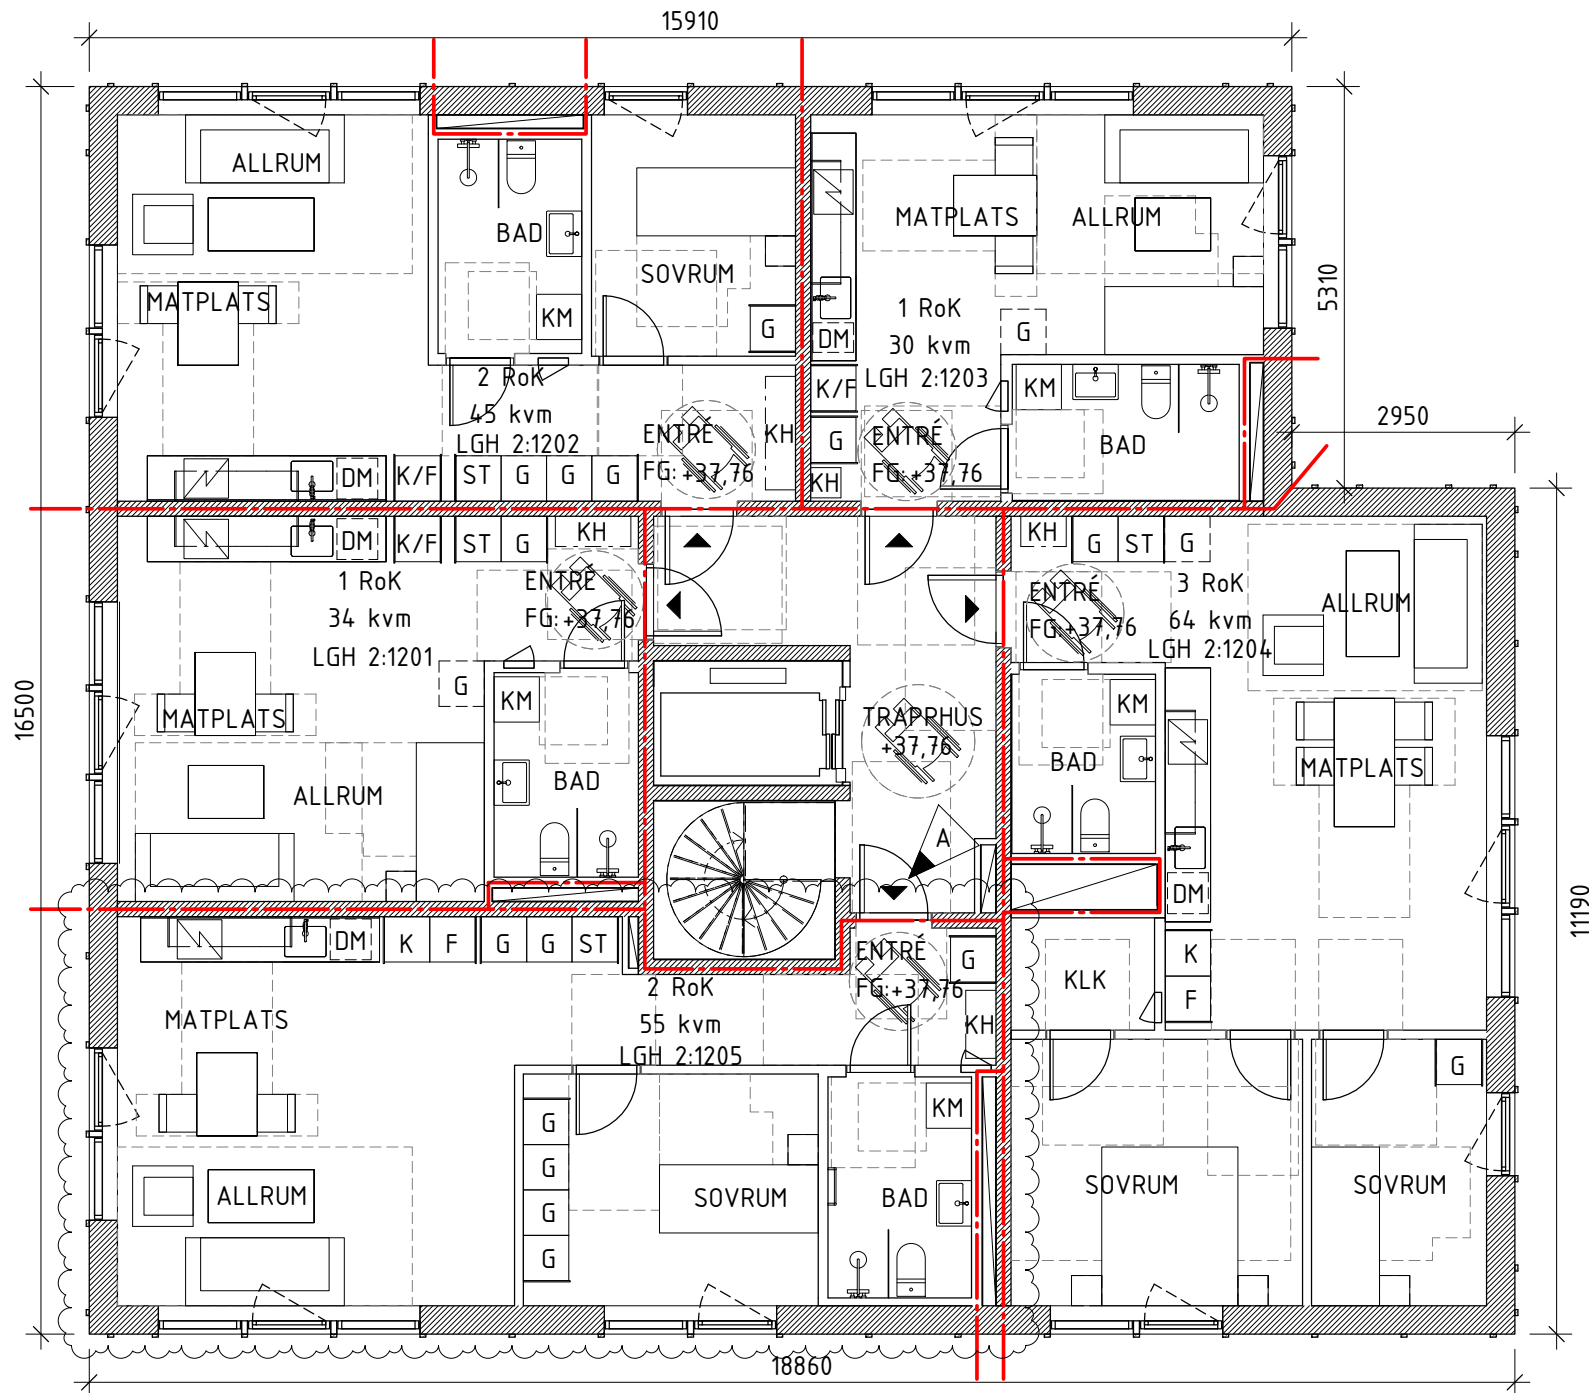 15910
16500
5310
2950
11190
18860
ALLRUM
MATPLATS
BAD
KM
SOVRUM
G
2 RoK
45 kvm
LGH 2:1202
ENTRÉ
FG:+37,76
KH
DM
K/F
ST
G
G
G
MATPLATS
ALLRUM
1 RoK
30 kvm
LGH 2:1203
G
DM
K/F
G
KH
ENTRÉ
FG:+37,76
KM
BAD
DM
K/F
ST
G
KH
1 RoK
34 kvm
LGH 2:1201
ENTRÉ
FG:+37,76
G
KM
MATPLATS
BAD
ALLRUM
TRAPPHUS
+37,76
A
KH
G
ST
G
ENTRÉ
FG:+37,76
3 RoK
64 kvm
LGH 2:1204
ALLRUM
KM
BAD
MATPLATS
DM
KLK
K
F
G
SOVRUM
SOVRUM
DM
K
F
G
G
ST
MATPLATS
2 RoK
55 kvm
LGH 2:1205
ENTRÉ
FG:+37,76
G
KH
G
G
G
G
KM
ALLRUM
SOVRUM
BAD